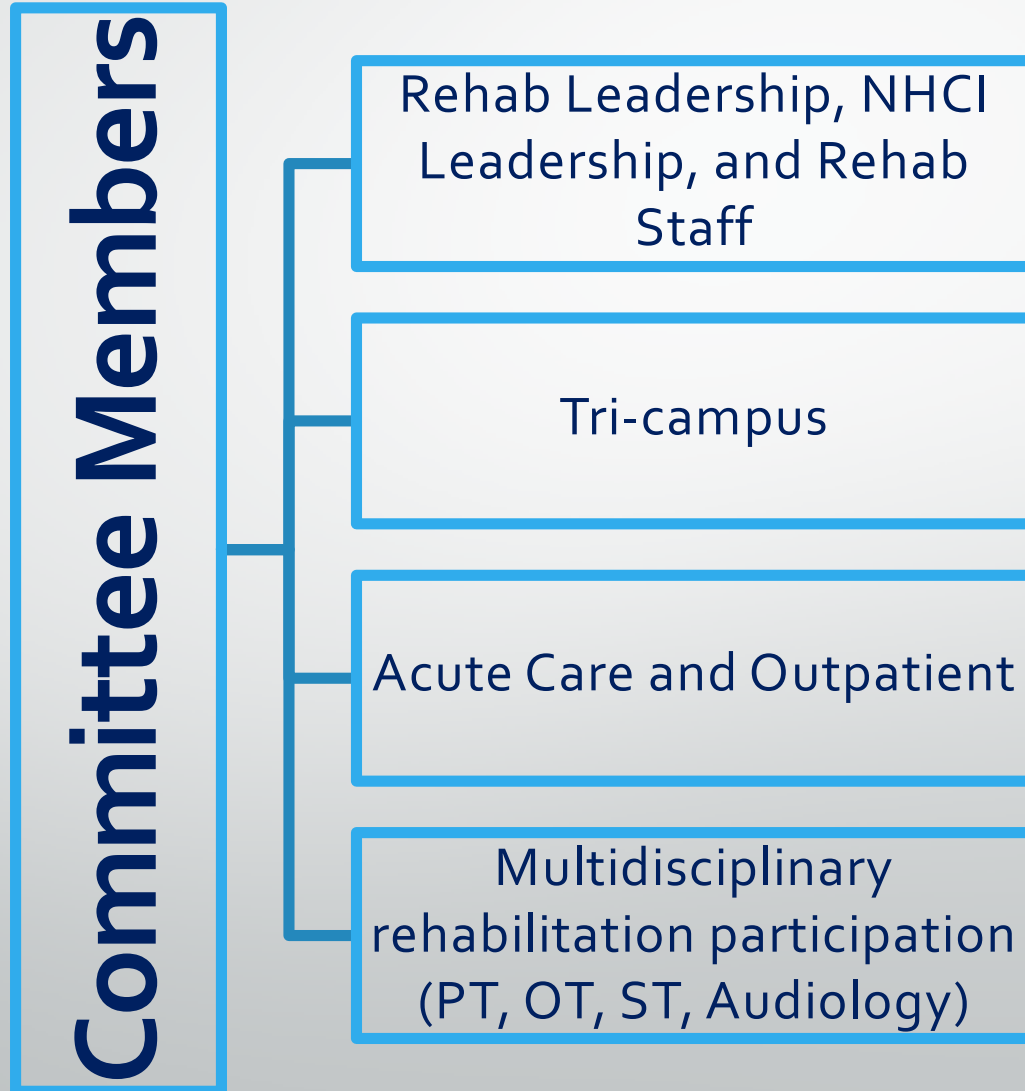 Committee Members
Rehab Leadership, NHCI
Leadership, and Rehab
Staff
Tri-campus
Acute Care and Outpatient
Multidisciplinary
rehabilitation participation
(PT, OT, ST, Audiology)